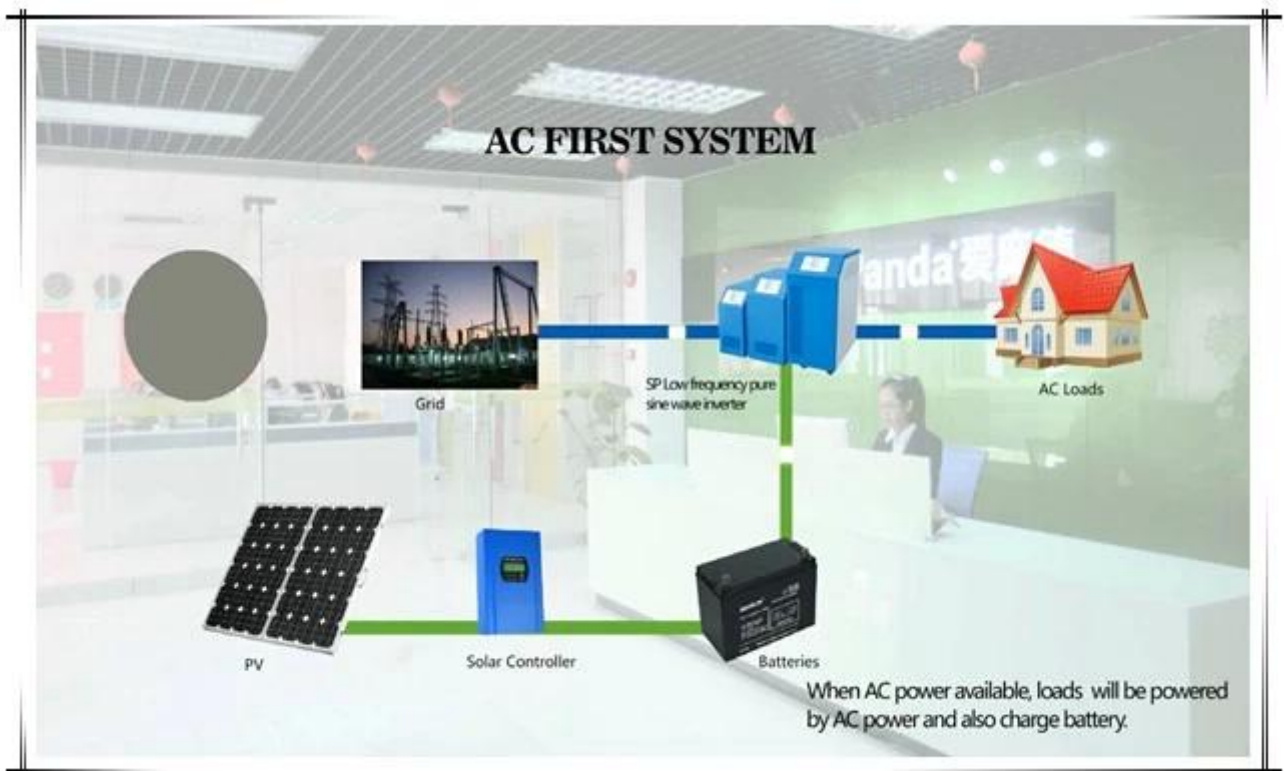 AC FIRST SYSTEM
Grid
SP Low frequency pure
sine wave inverter
AC Loads
PV
Solar Controller
Batteries
When AC power available, loads will be powered
by AC power and also charge battery.